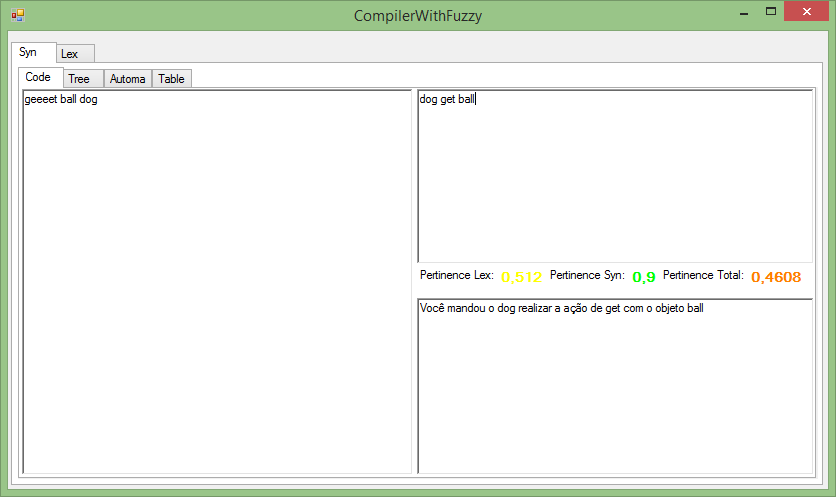 CompilerWithFuzzy
Syn Lex
Code Tree Automa Table
geeeet ball dog
dog get ball
Pertinence Lex: 0,512 Pertinence Syn: 0,9 Pertinence Total: 0,4608
Você mandou o dog realizar a ação de get com o objeto ball